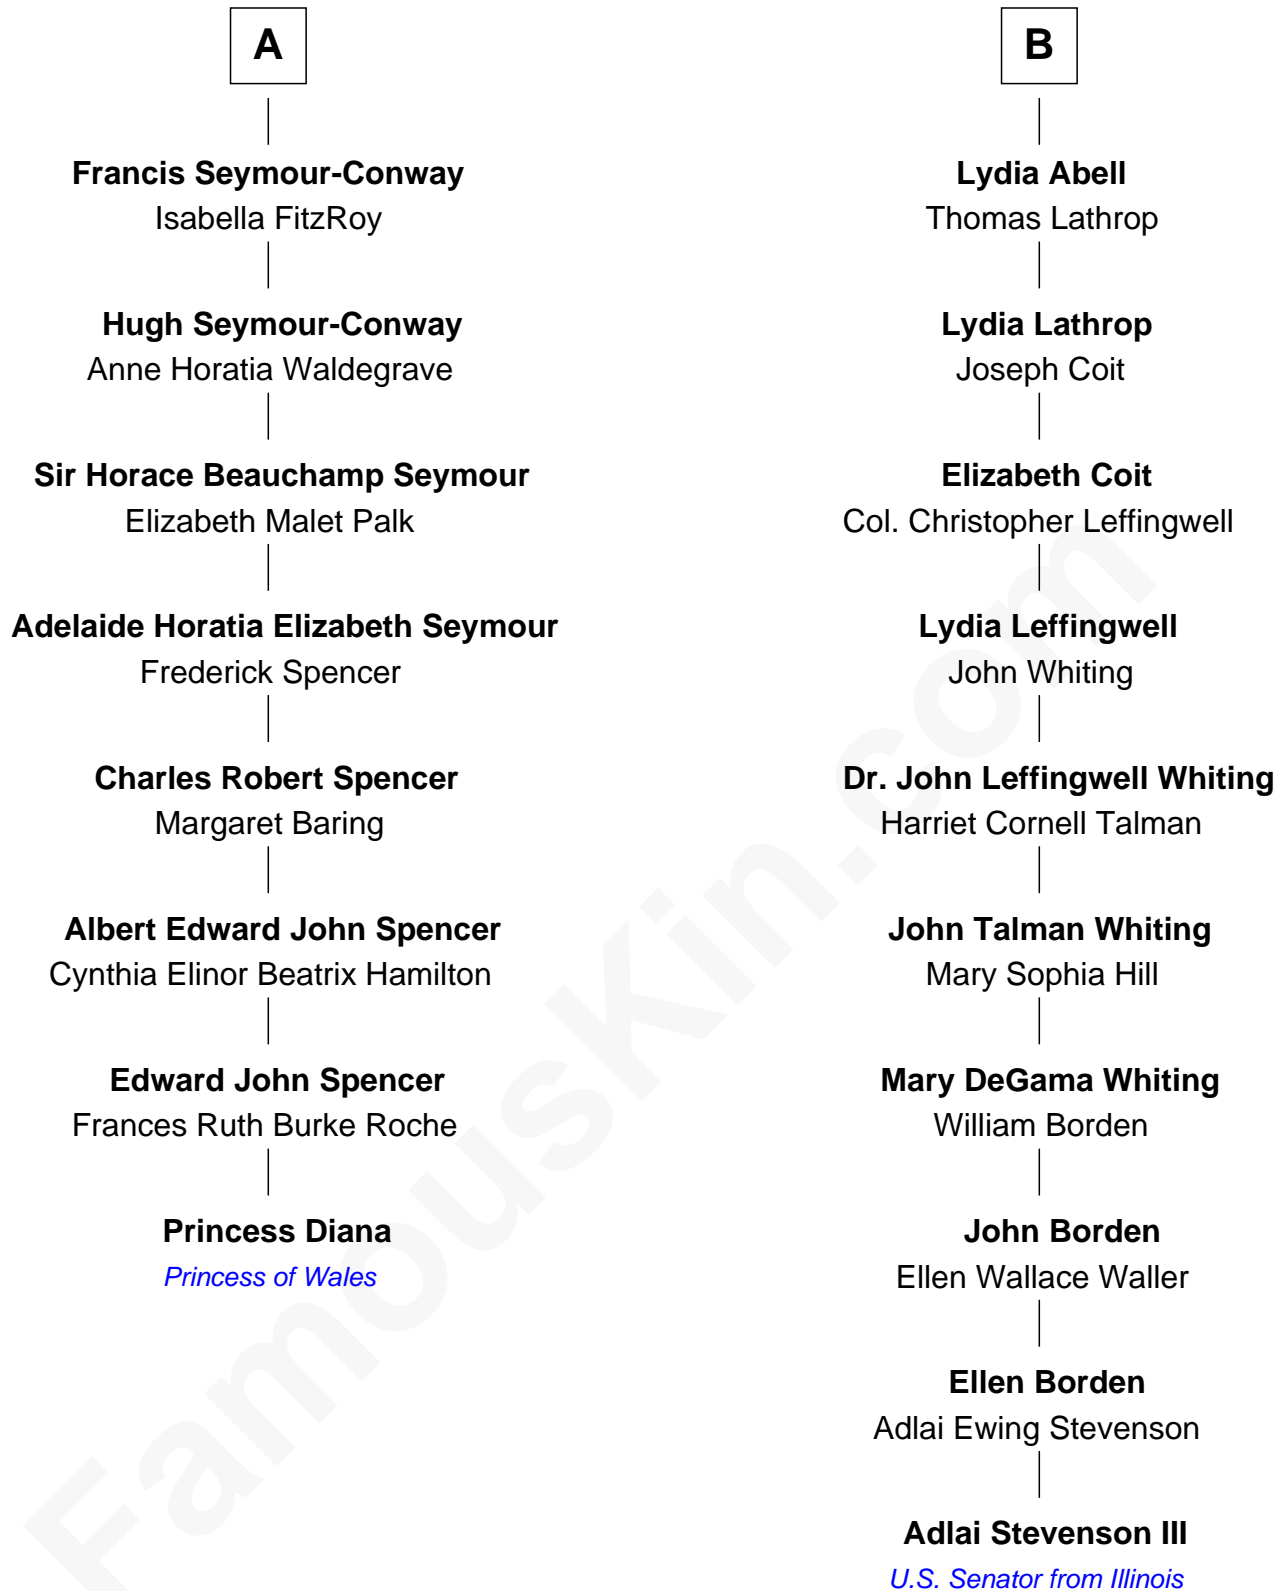 A
Francis Seymour-Conway
Isabella FitzRoy
Hugh Seymour-Conway
Anne Horatia Waldegrave
Sir Horace Beauchamp Seymour
Elizabeth Malet Palk
Adelaide Horatia Elizabeth Seymour
Frederick Spencer
Charles Robert Spencer
Margaret Baring
Albert Edward John Spencer
Cynthia Elinor Beatrix Hamilton
Edward John Spencer
Frances Ruth Burke Roche
Princess Diana
Princess of Wales
B
Lydia Abell
Thomas Lathrop
Lydia Lathrop
Joseph Coit
Elizabeth Coit
Col. Christopher Leffingwell
Lydia Leffingwell
John Whiting
Dr. John Leffingwell Whiting
Harriet Cornell Talman
John Talman Whiting
Mary Sophia Hill
Mary DeGama Whiting
William Borden
John Borden
Ellen Wallace Waller
Ellen Borden
Adlai Ewing Stevenson
Adlai Stevenson III
U.S. Senator from Illinois
FamousKin.com